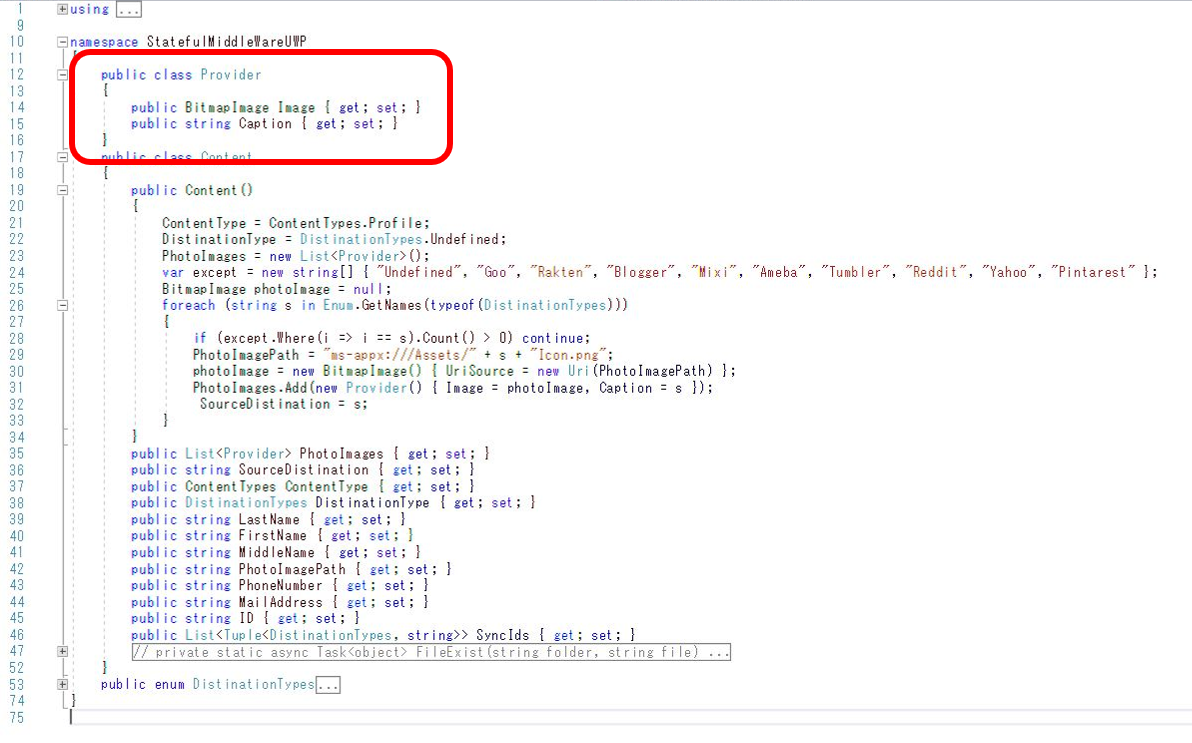 1 using ...
9
10 namespace StatefulMiddleWareUWP
11 {
12 public class Provider
13 {
14 public BitmapImage Image { get; set; }
15 public string Caption { get; set; }
16 }
17 public class Content
18 {
19 public Content()
20 {
21 ContentType = ContentTypes.Profile;
22 DistinationType = DistinationTypes.Undefined;
23 PhotoImages = new List<Provider>();
24 var except = new string[] { "Undefined", "Goo", "Rakten", "Blogger", "Mixi", "Ameba", "Tumbler", "Reddit", "Yahoo", "Pintarest" };
25 BitmapImage photoImage = null;
26 foreach (string s in Enum.GetNames(typeof(DistinationTypes)))
27 {
28 if (except.Where(i => i == s).Count() > 0) continue;
29 PhotoImagePath = "ms-appx:///Assets/" + s + "Icon.png";
30 photoImage = new BitmapImage() { UriSource = new Uri(PhotoImagePath) };
31 PhotoImages.Add(new Provider() { Image = photoImage, Caption = s });
32 SourceDistination = s;
33 }
34 }
35 public List<Provider> PhotoImages { get; set; }
36 public string SourceDistination { get; set; }
37 public ContentTypes ContentType { get; set; }
38 public DistinationTypes DistinationType { get; set; }
39 public string LastName { get; set; }
40 public string FirstName { get; set; }
41 public string MiddleName { get; set; }
42 public string PhotoImagePath { get; set; }
43 public string PhoneNumber { get; set; }
44 public string MailAddress { get; set; }
45 public string ID { get; set; }
46 public List<Tuple<DistinationTypes, string>> SyncIds { get; set; }
47 // private static async Task<object> FileExist(string folder, string file) ...
52 }
53 public enum DistinationTypes...
74 }
75